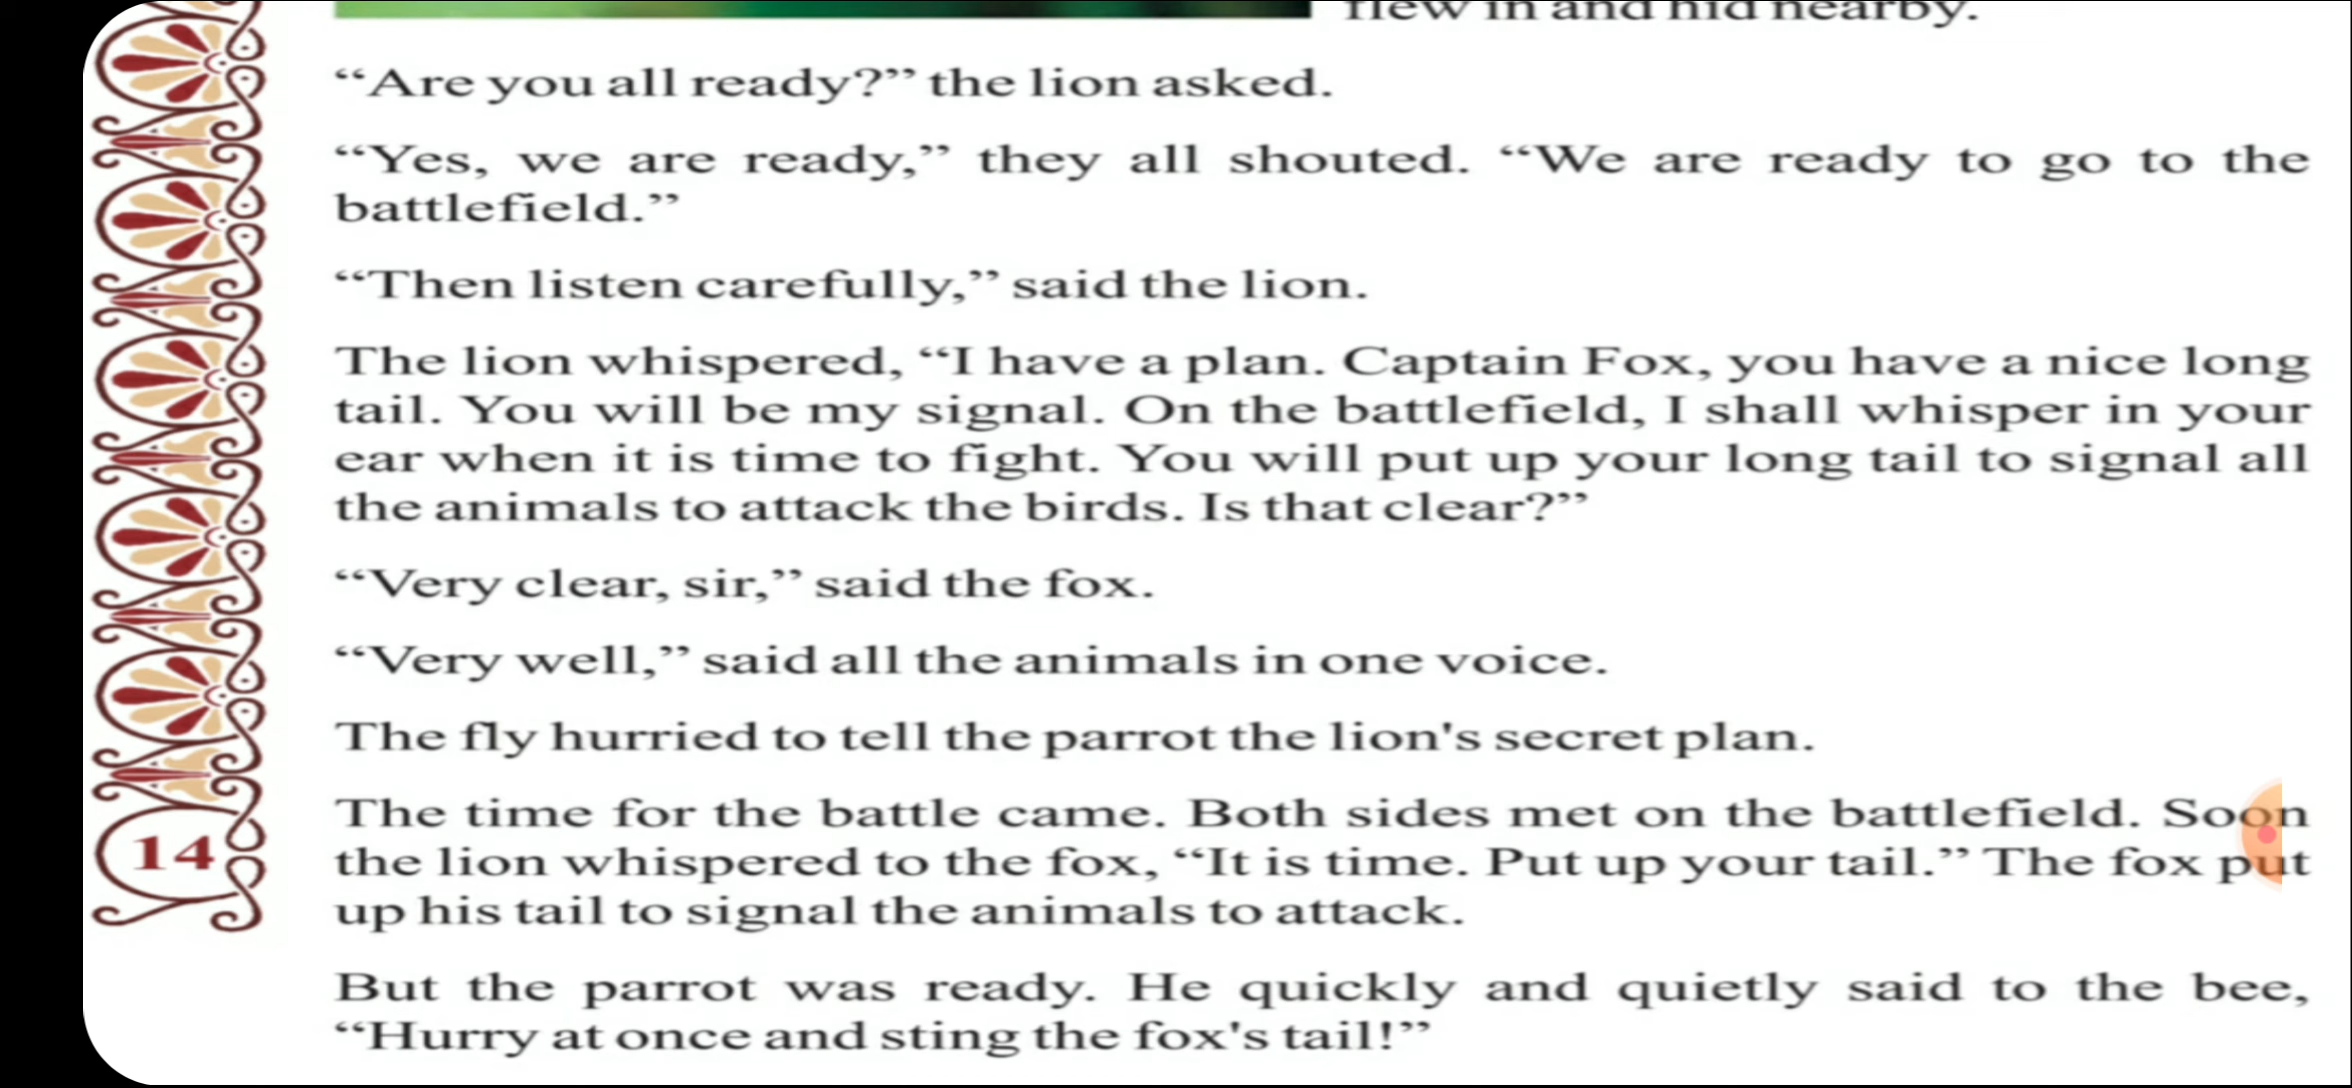 flew in and hid nearby.
“Are you all ready?” the lion asked.
“Yes, we are ready,” they all shouted. “We are ready to go to the
battlefield.”
“Then listen carefully,” said the lion.
The lion whispered, “I have a plan. Captain Fox, you have a nice long
tail. You will be my signal. On the battlefield, I shall whisper in your
ear when it is time to fight. You will put up your long tail to signal all
the animals to attack the birds. Is that clear?”
“Very clear, sir,” said the fox.
“Very well,” said all the animals in one voice.
The fly hurried to tell the parrot the lion's secret plan.
The time for the battle came. Both sides met on the battlefield. Soon
the lion whispered to the fox, “It is time. Put up your tail.” The fox put
up his tail to signal the animals to attack.
14
But the parrot was ready. He quickly and quietly said to the bee,
“Hurry at once and sting the fox's tail!”